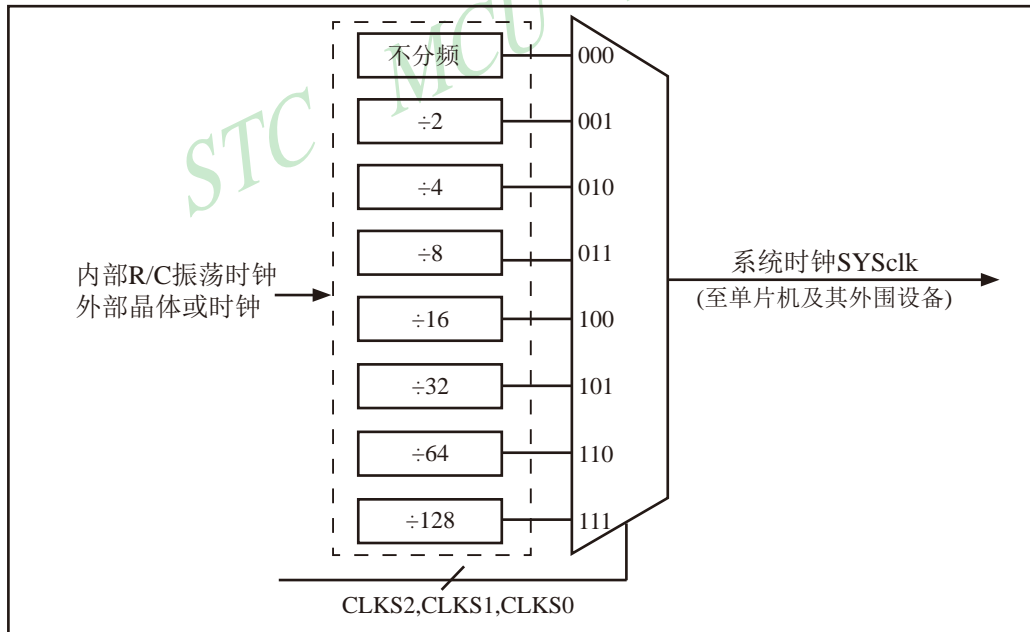 STC MCU
不分频
000
÷2
001
÷4
010
÷8
011
÷16
100
÷32
101
÷64
110
÷128
111
内部R/C振荡时钟
外部晶体或时钟
系统时钟SYSclk
(至单片机及其外围设备)
CLKS2,CLKS1,CLKS0